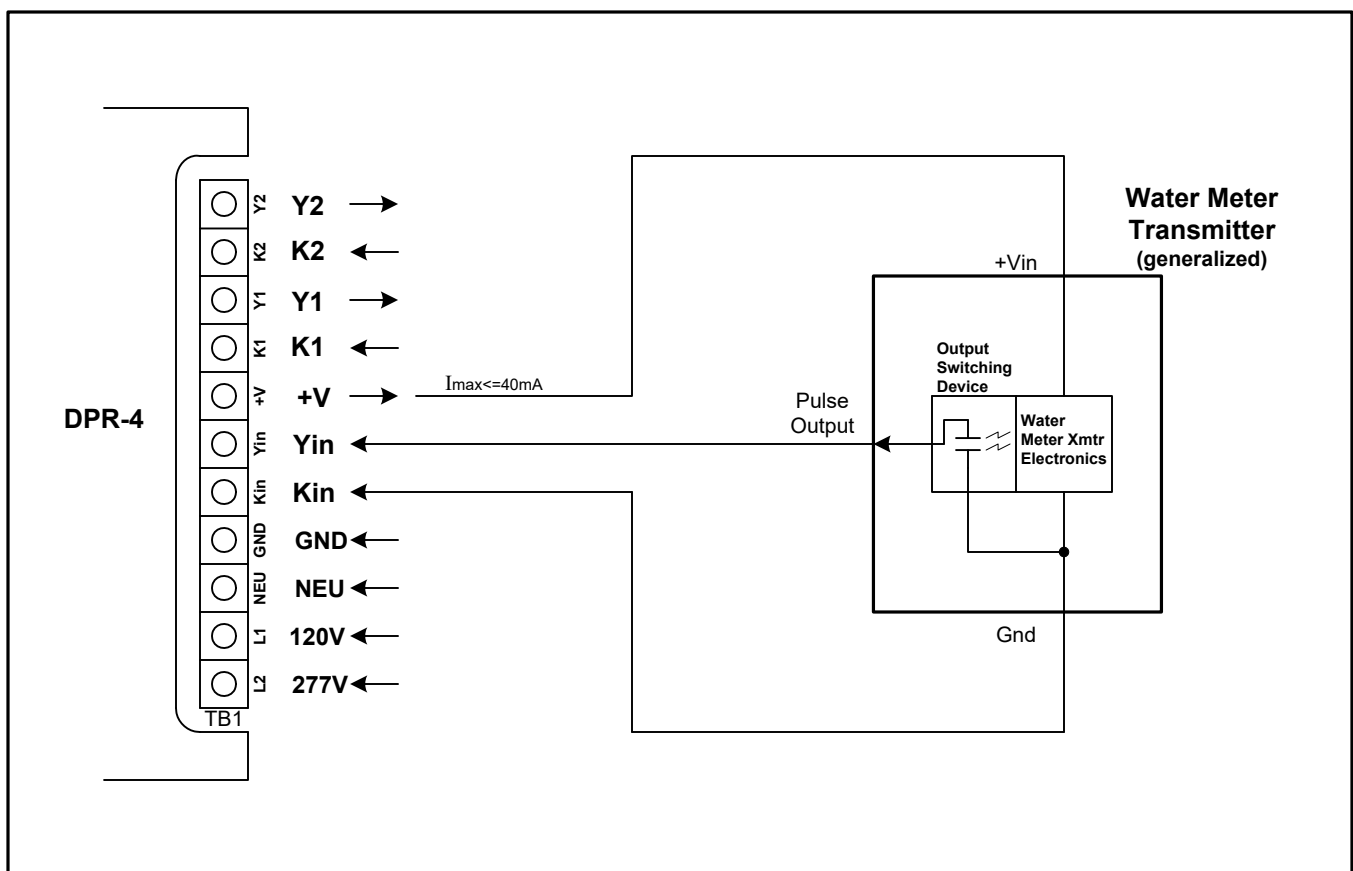 DPR-4
Y2
Y2
K2
K2
Y1
Y1
K1
K1
+V
+V
Imax<=40mA
Yin
Yin
Kin
Kin
GND
GND
NEU
NEU
L1
120V
L2
277V
TB1
Water Meter
Transmitter
(generalized)
+Vin
Output
Switching
Device
Pulse
Output
Water
Meter Xmtr
Electronics
Gnd